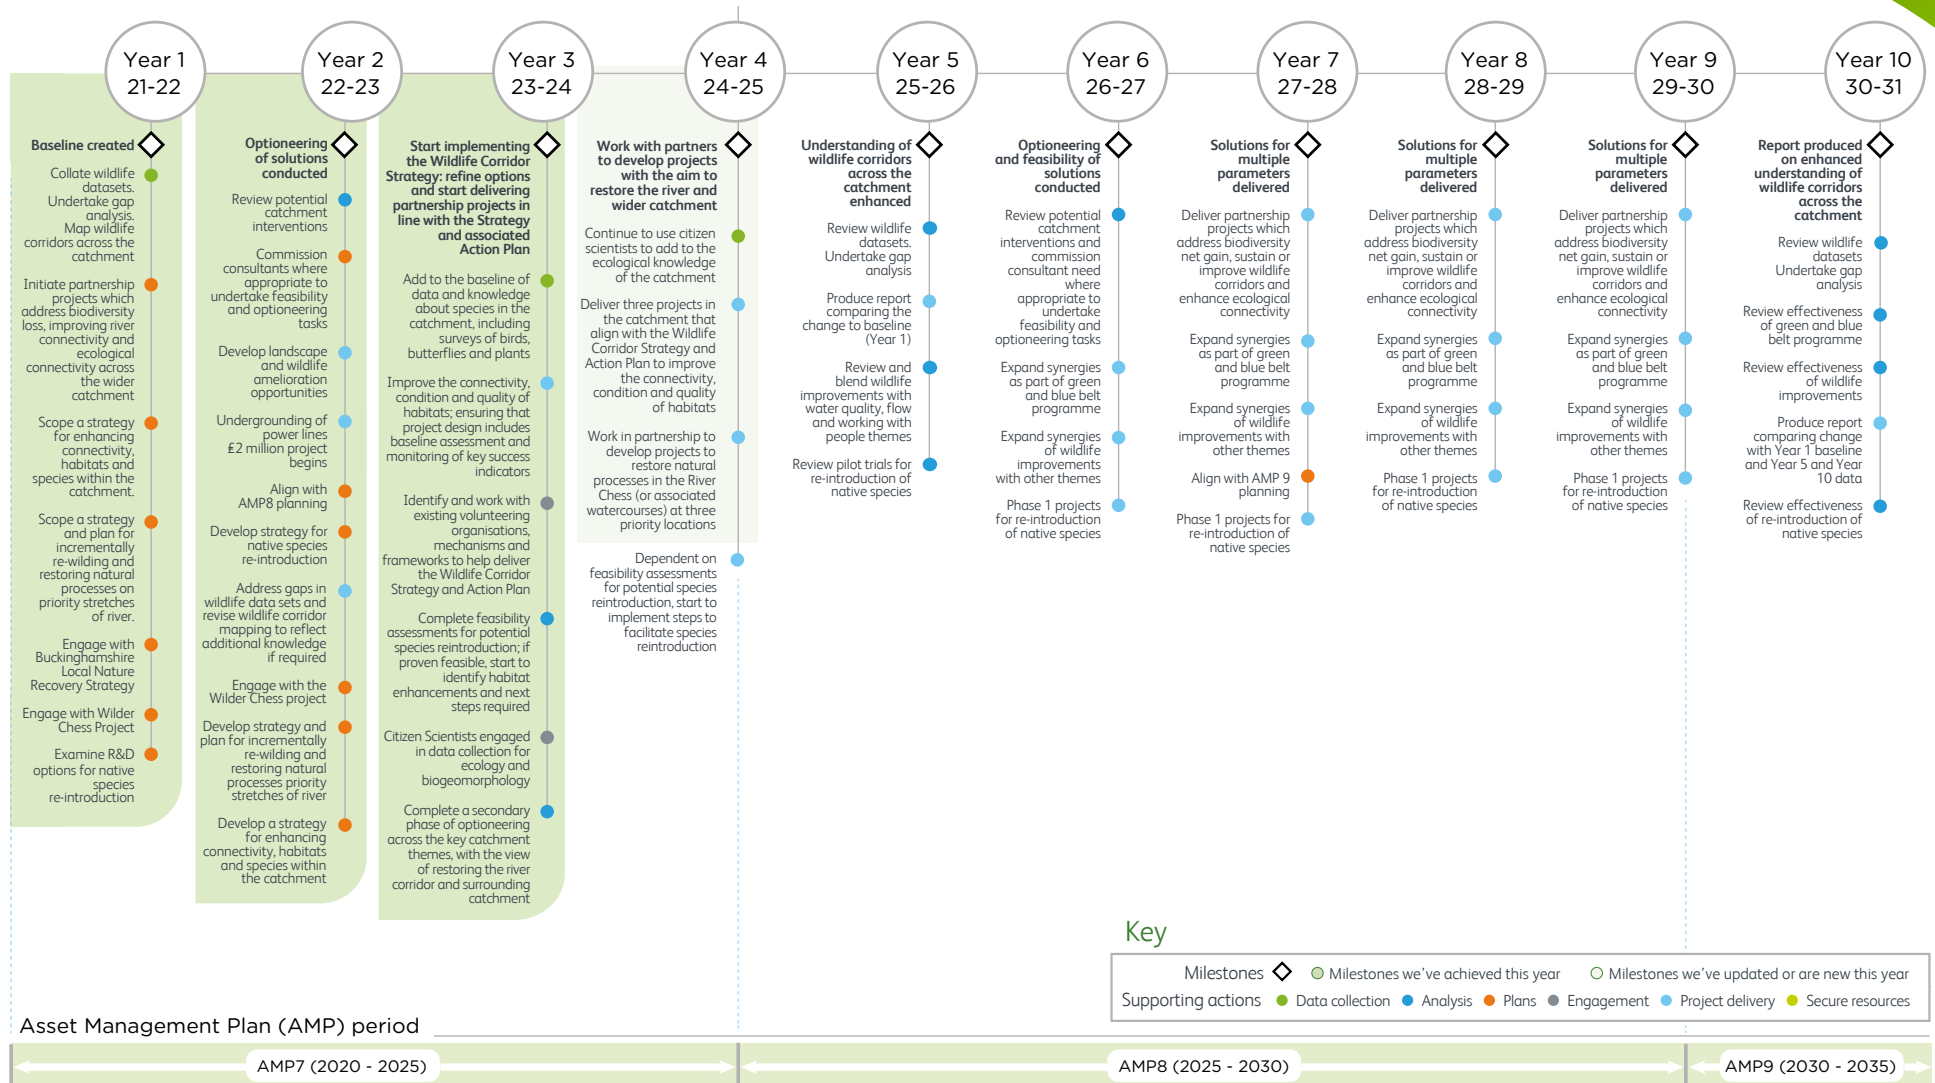 Year 1
21-22
Year 2
22-23
Year 3
23-24
Year 4
24-25
Year 5
25-26
Year 6
26-27
Year 7
27-28
Year 8
28-29
Year 9
29-30
Year 10
30-31
Baseline created
Collate wildlife
datasets.
Undertake gap
analysis.
Map wildlife
corridors across the
catchment
Initiate partnership
projects which
address biodiversity
loss, improving river
connectivity and
ecological
connectivity across
the wider
catchment
Scope a strategy
for enhancing
connectivity,
habitats and
species within the
catchment.
Scope a strategy
and plan for
incrementally
re-wilding and
restoring natural
processes on
priority stretches
of river.
Engage with
Buckinghamshire
Local Nature
Recovery Strategy
Engage with Wilder
Chess Project
Examine R&D
options for native
species
re-introduction
Optioneering
of solutions
conducted
Review potential
catchment
interventions
Commission
consultants where
appropriate to
undertake feasibility
and optioneering
tasks
Develop landscape
and wildlife
amelioration
opportunities
Undergrounding of
power lines
£2 million project
begins
Align with
AMP8 planning
Develop strategy for
native species
re-introduction
Address gaps in
wildlife data sets and
revise wildlife corridor
mapping to reflect
additional knowledge
if required
Engage with the
Wilder Chess project
Develop strategy and
plan for incrementally
re-wilding and
restoring natural
processes priority
stretches of river
Develop a strategy
for enhancing
connectivity, habitats
and species within
the catchment
Start implementing
the Wildlife Corridor
Strategy: refine options
and start delivering
partnership projects in
line with the Strategy
and associated
Action Plan
Add to the baseline of
data and knowledge
about species in the
catchment, including
surveys of birds,
butterflies and plants
Improve the connectivity,
condition and quality of
habitats; ensuring that
project design includes
baseline assessment and
monitoring of key success
indicators
Identify and work with
existing volunteering
organisations,
mechanisms and
frameworks to help deliver
the Wildlife Corridor
Strategy and Action Plan
Complete feasibility
assessments for potential
species reintroduction; if
proven feasible, start to
identify habitat
enhancements and next
steps required
Citizen Scientists engaged
in data collection for
ecology and
biogeomorphology
Complete a secondary
phase of optioneering
across the key catchment
themes, with the view
of restoring the river
corridor and surrounding
catchment
Work with partners
to develop projects
with the aim to
restore the river and
wider catchment
Continue to use citizen
scientists to add to the
ecological knowledge
of the catchment
Deliver three projects in
the catchment that
align with the Wildlife
Corridor Strategy and
Action Plan to improve
the connectivity,
condition and quality
of habitats
Work in partnership to
develop projects to
restore natural
processes in the River
Chess (or associated
watercourses) at three
priority locations
Dependent on
feasibility assessments
for potential species
reintroduction, start to
implement steps to
facilitate species
reintroduction
Understanding of
wildlife corridors
across the
catchment
enhanced
Review wildlife
datasets.
Undertake gap
analysis
Produce report
comparing the
change to baseline
(Year 1)
Review and
blend wildlife
improvements with
water quality, flow
and working with
people themes
Review pilot trials for
re-introduction of
native species
Optioneering
and feasibility of
solutions
conducted
Review potential
catchment
interventions and
commission
consultant need
where
appropriate to
undertake
feasibility and
optioneering tasks
Expand synergies
as part of green
and blue belt
programme
Expand synergies
of wildlife
improvements
with other themes
Phase 1 projects
for re-introduction
of native species
Solutions for
multiple
parameters
delivered
Deliver partnership
projects which
address biodiversity
net gain, sustain or
improve wildlife
corridors and
enhance ecological
connectivity
Expand synergies
as part of green
and blue belt
programme
Expand synergies
of wildlife
improvements with
other themes
Align with AMP 9
planning
Phase 1 projects for
re-introduction of
native species
Solutions for
multiple
parameters
delivered
Deliver partnership
projects which
address biodiversity
net gain, sustain or
improve wildlife
corridors and
enhance ecological
connectivity
Expand synergies
as part of green
and blue belt
programme
Expand synergies
of wildlife
improvements with
other themes
Phase 1 projects
for re-introduction
of native species
Solutions for
multiple
parameters
delivered
Deliver partnership
projects which
address biodiversity
net gain, sustain or
improve wildlife
corridors and
enhance ecological
connectivity
Expand synergies
as part of green
and blue belt
programme
Expand synergies
of wildlife
improvements with
other themes
Phase 1 projects
for re-introduction
of native species
Report produced
on enhanced
understanding of
wildlife corridors
across the
catchment
Review wildlife
datasets
Undertake gap
analysis
Review effectiveness
of green and blue
belt programme
Review effectiveness
of wildlife
improvements
Produce report
comparing change
with Year 1 baseline
and Year 5 and Year
10 data
Review effectiveness
of re-introduction of
native species
Key
Milestones Milestones we've achieved this year Milestones we've updated or are new this year
Supporting actions Data collection Analysis Plans Engagement Project delivery Secure resources
Asset Management Plan (AMP) period
AMP7 (2020 - 2025)
AMP8 (2025 - 2030)
AMP9 (2030 - 2035)